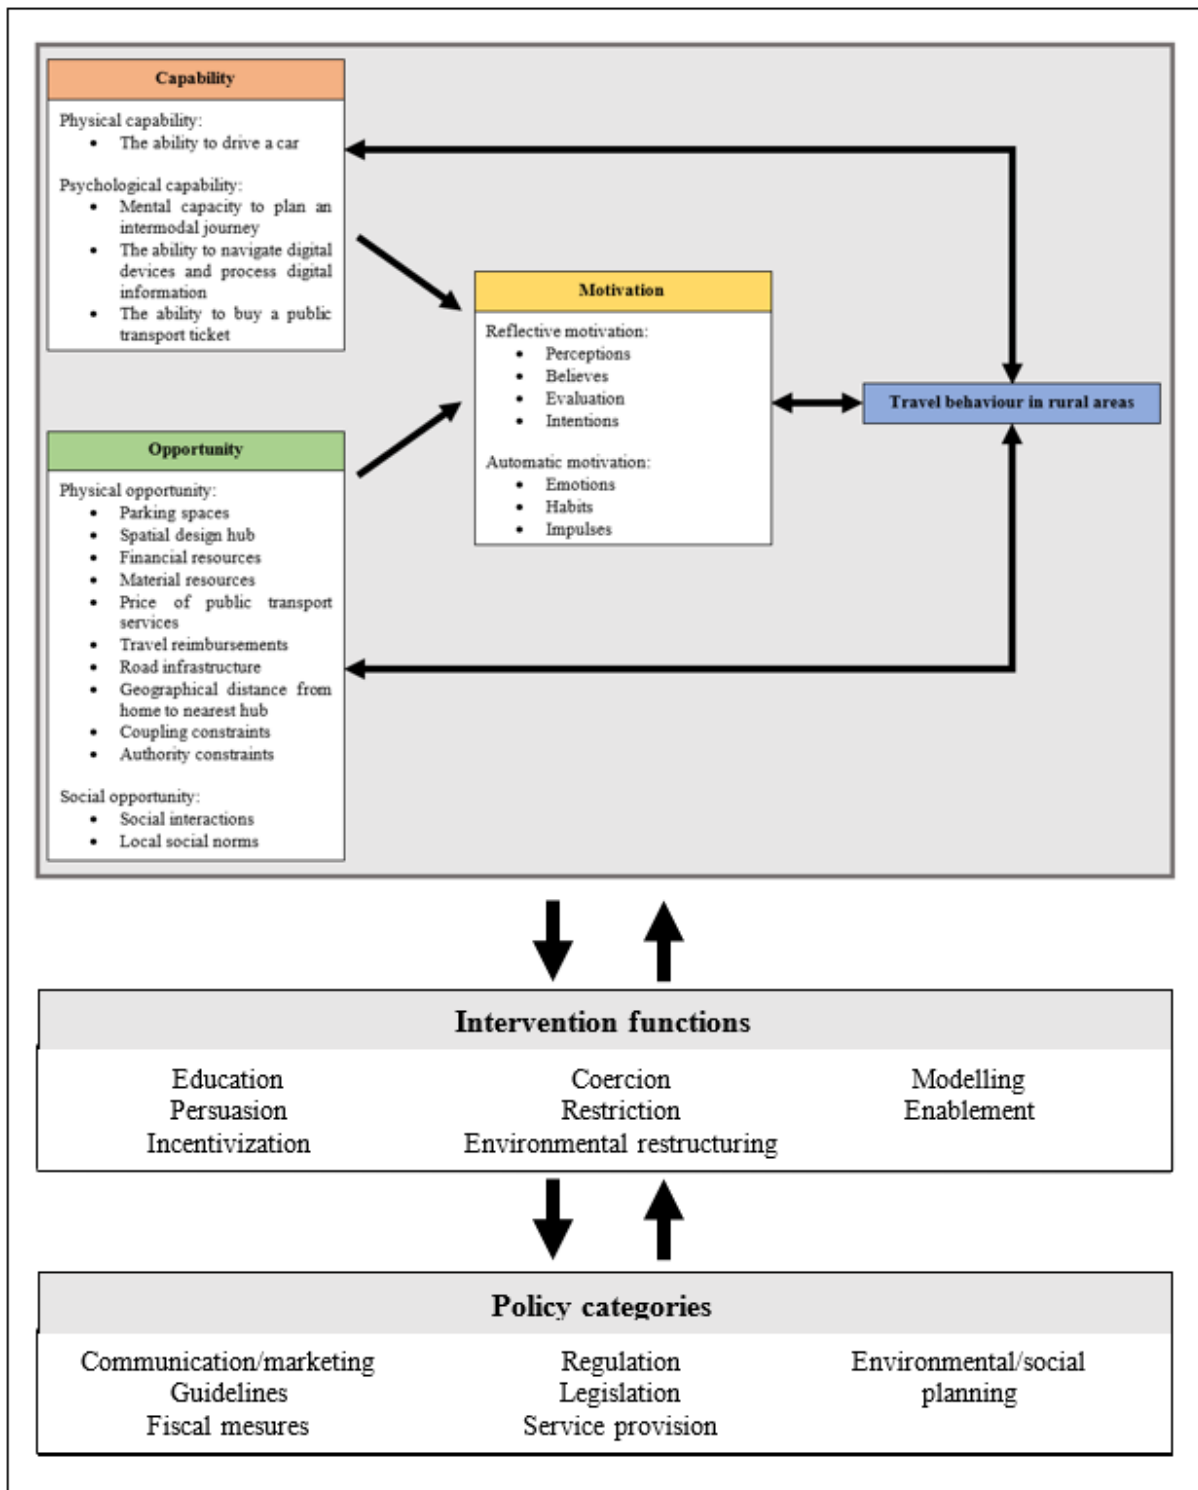 Capability
Physical capability:
• The ability to drive a car
Psychological capability:
• Mental capacity to plan an
intermodal journey
• The ability to navigate digital
devices and process digital
information
• The ability to buy a public
transport ticket
Motivation
Reflective motivation:
• Perceptions
• Believes
• Evaluation
• Intentions
Automatic motivation:
• Emotions
• Habits
• Impulses
Travel behaviour in rural areas
Opportunity
Physical opportunity:
• Parking spaces
• Spatial design hub
• Financial resources
• Material resources
• Price of public transport
services
• Travel reimbursements
• Road infrastructure
• Geographical distance from
home to nearest hub
• Coupling constraints
• Authority constraints
Social opportunity:
• Social interactions
• Local social norms
Intervention functions
Education
Persuasion
Incentivization
Coercion
Restriction
Environmental restructuring
Modelling
Enablement
Policy categories
Communication/marketing
Guidelines
Fiscal mesures
Regulation
Legislation
Service provision
Environmental/social
planning